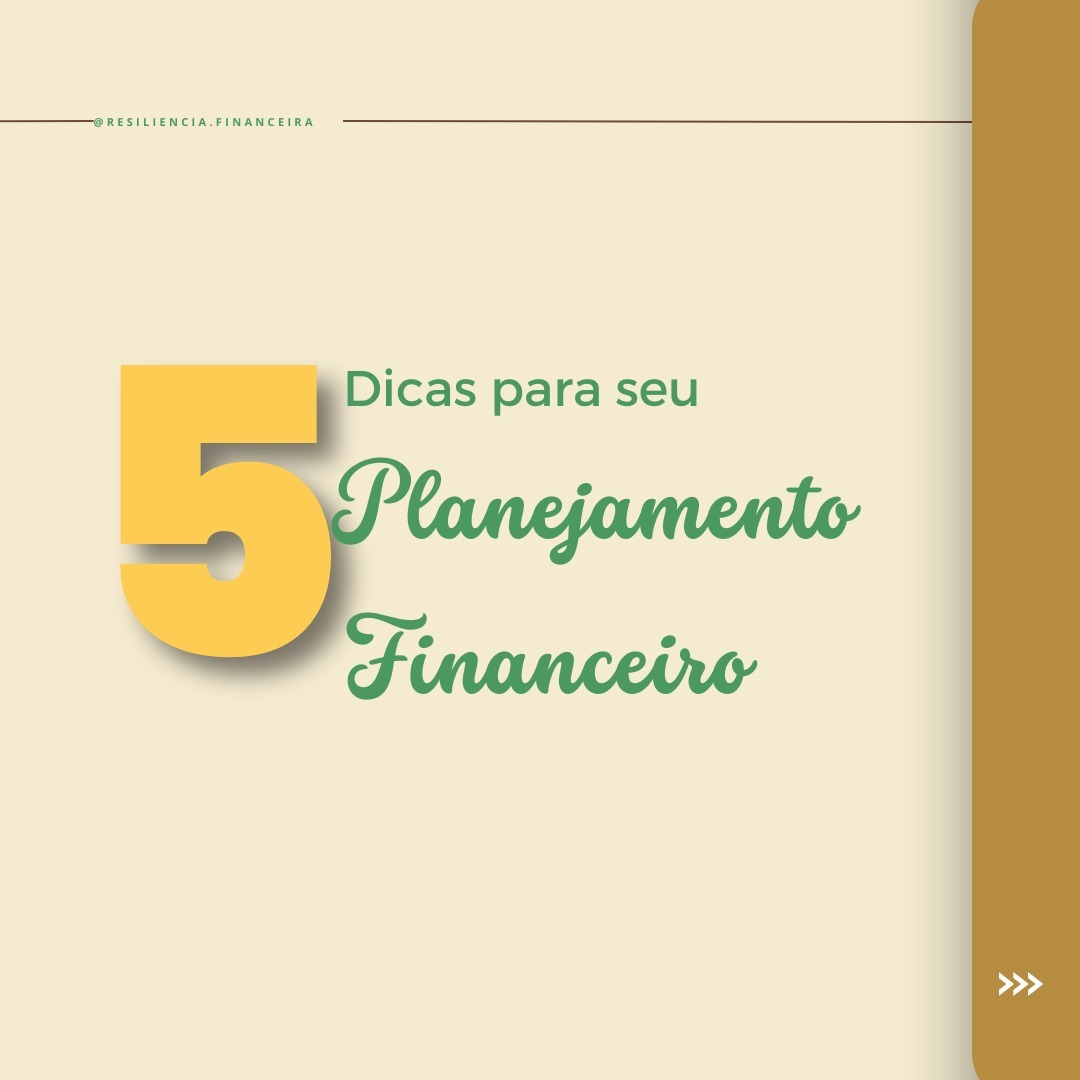 @RESILIENCIA.FINANCEIRA
5
Dicas para seu
Planejamento
Financeiro